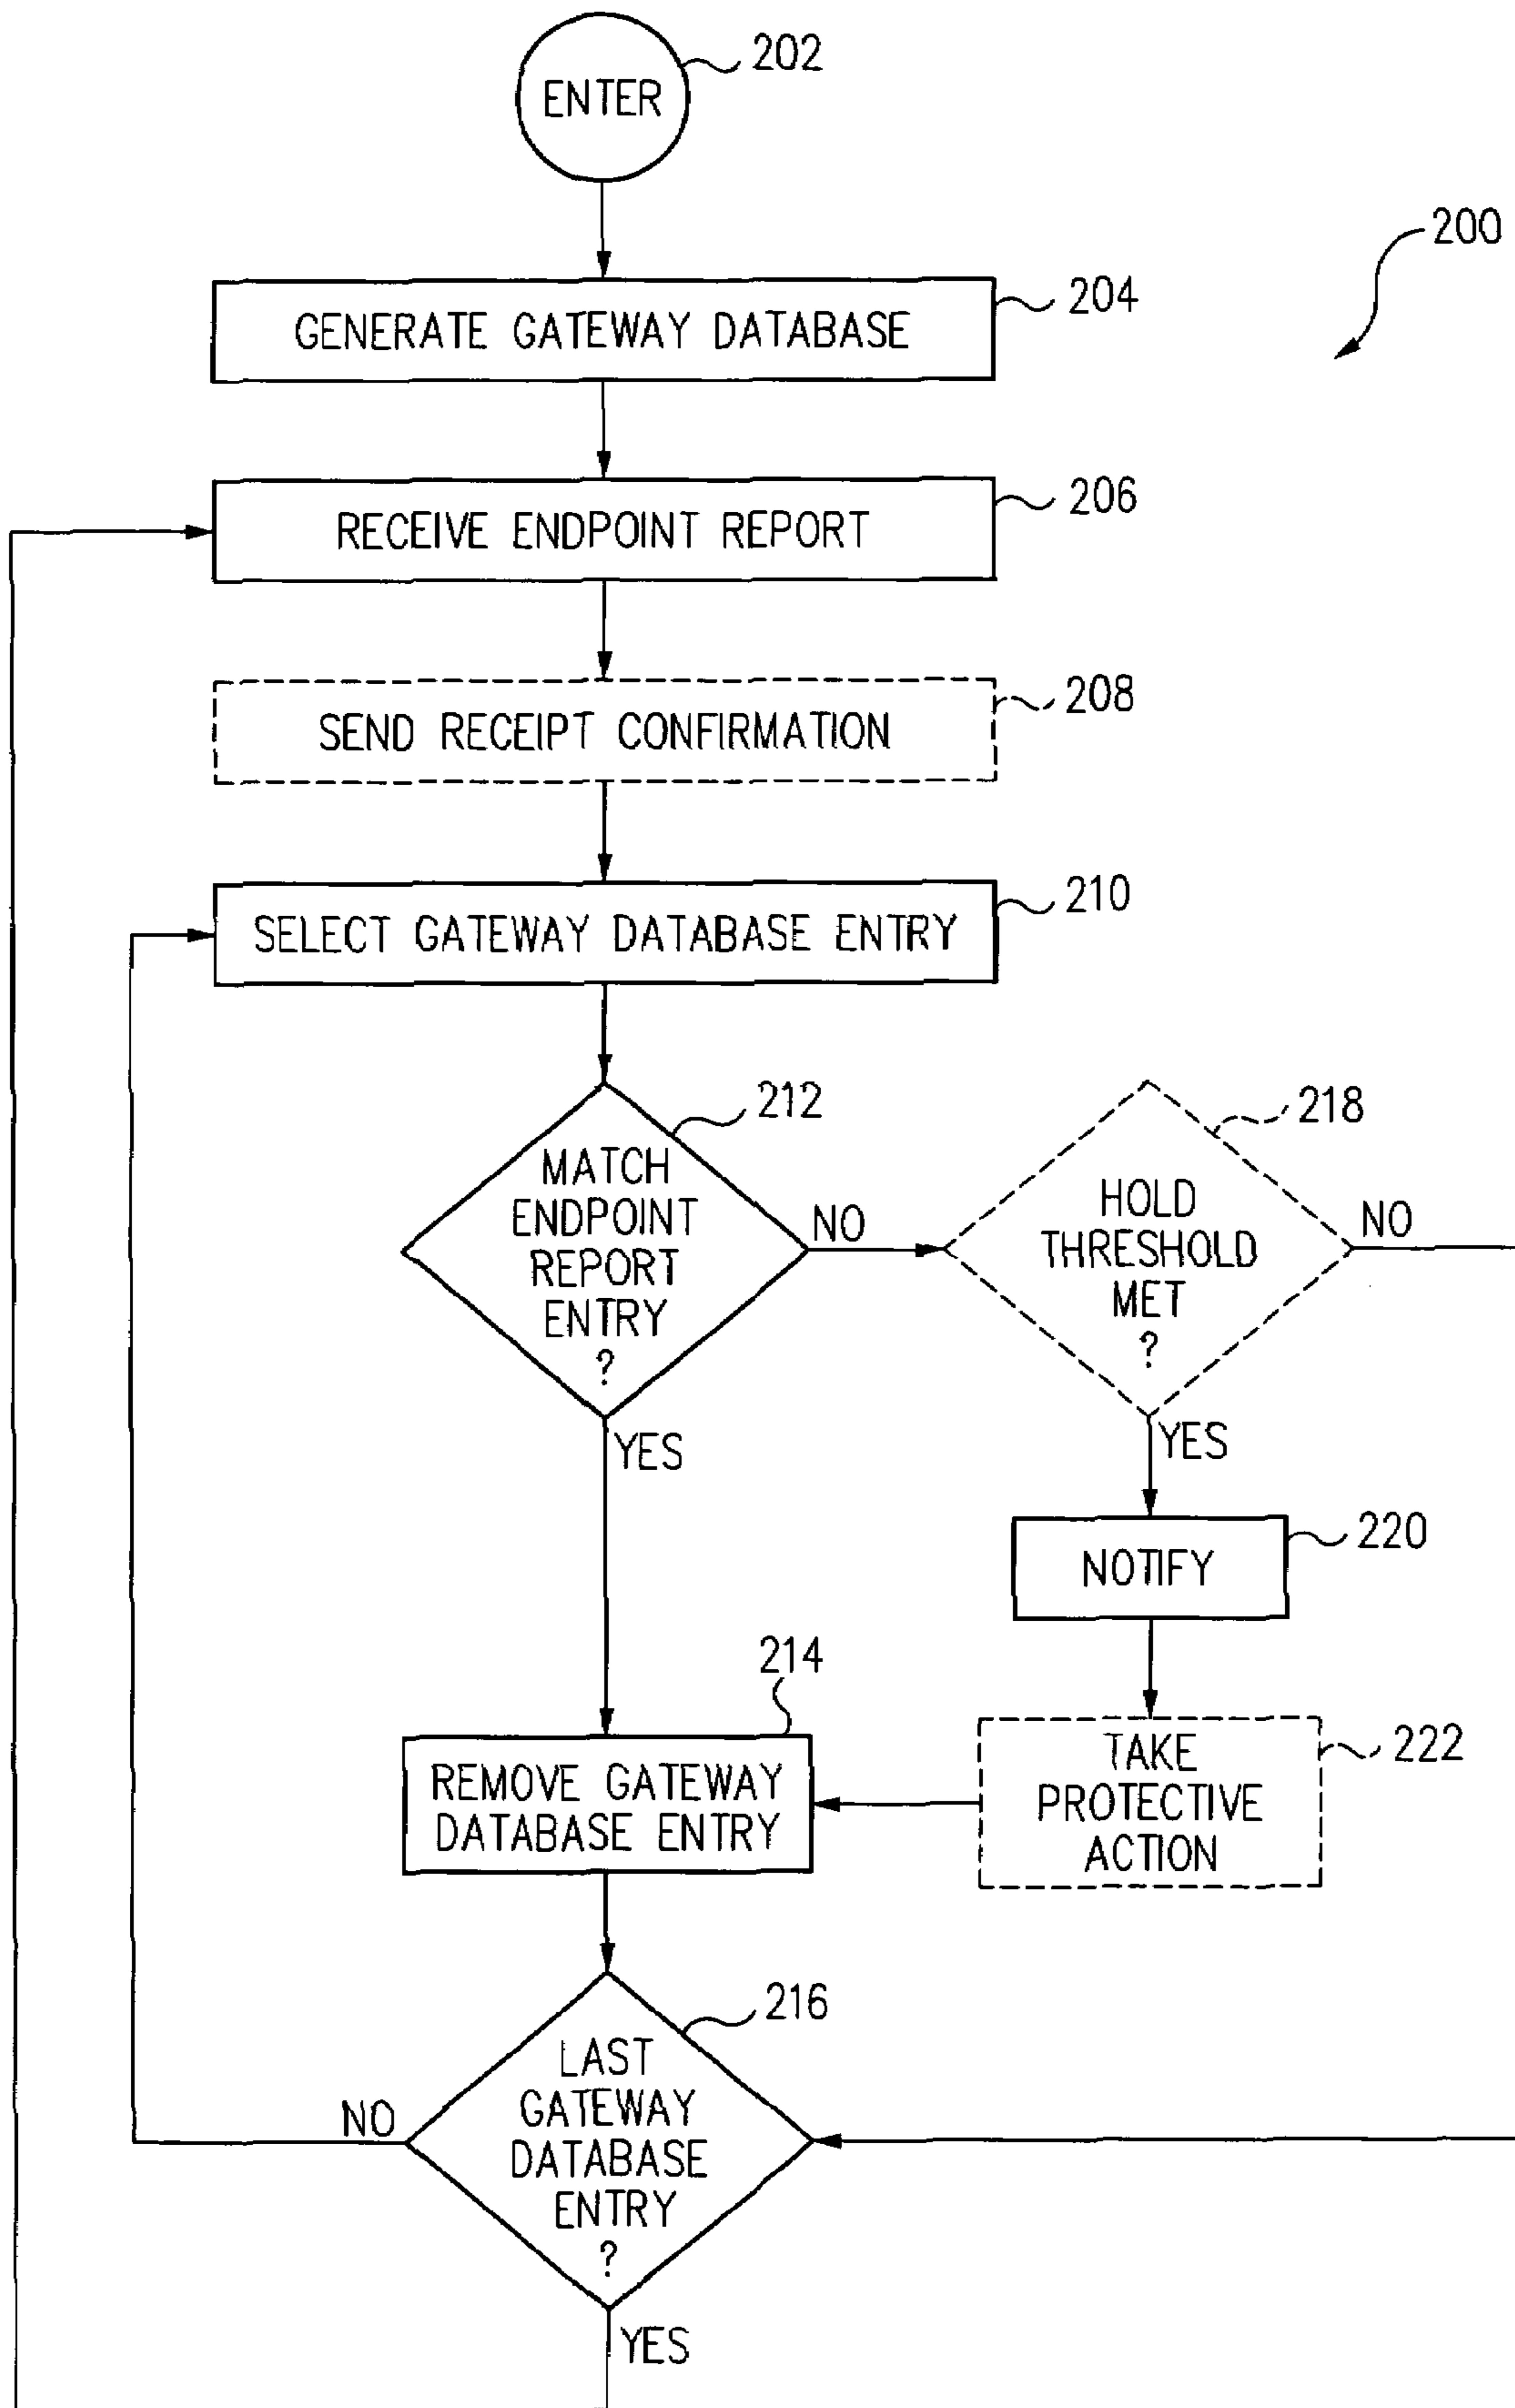 ENTER
202
200
GENERATE GATEWAY DATABASE
204
RECEIVE ENDPOINT REPORT
206
SEND RECEIPT CONFIRMATION
208
SELECT GATEWAY DATABASE ENTRY
210
212
MATCH
ENDPOINT
REPORT
ENTRY
?
NO
YES
218
HOLD
THRESHOLD
MET
?
NO
YES
NOTIFY
220
214
REMOVE GATEWAY
DATABASE ENTRY
TAKE
PROTECTIVE
ACTION
222
216
LAST
GATEWAY
DATABASE
ENTRY
?
NO
YES